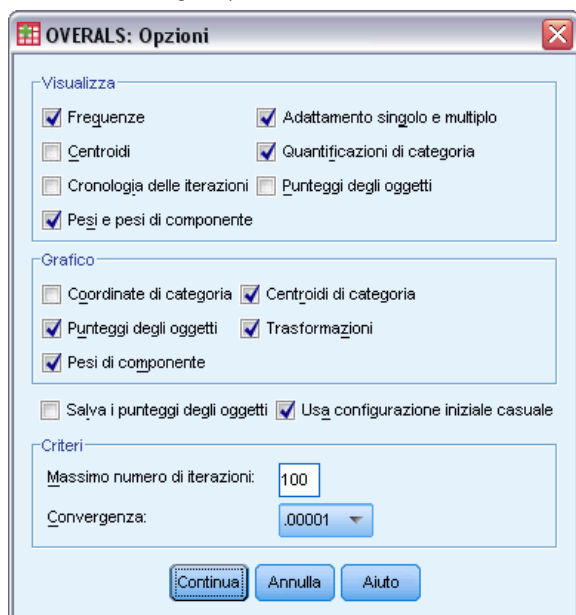 OVERALS: Opzioni
Visualizza
Frequenze
Adattamento singolo e multiplo
Centroidi
Quantificazioni di categoria
Cronologia delle iterazioni
Punteggi degli oggetti
Pesi e pesi di componente
Grafico
Coordinate di categoria
Centroidi di categoria
Punteggi degli oggetti
Trasformazioni
Pesi di componente
Salva i punteggi degli oggetti
Usa configurazione iniziale casuale
Criteri
Massimo numero di iterazioni:
100
Convergenza:
.00001
Continua
Annulla
Aiuto